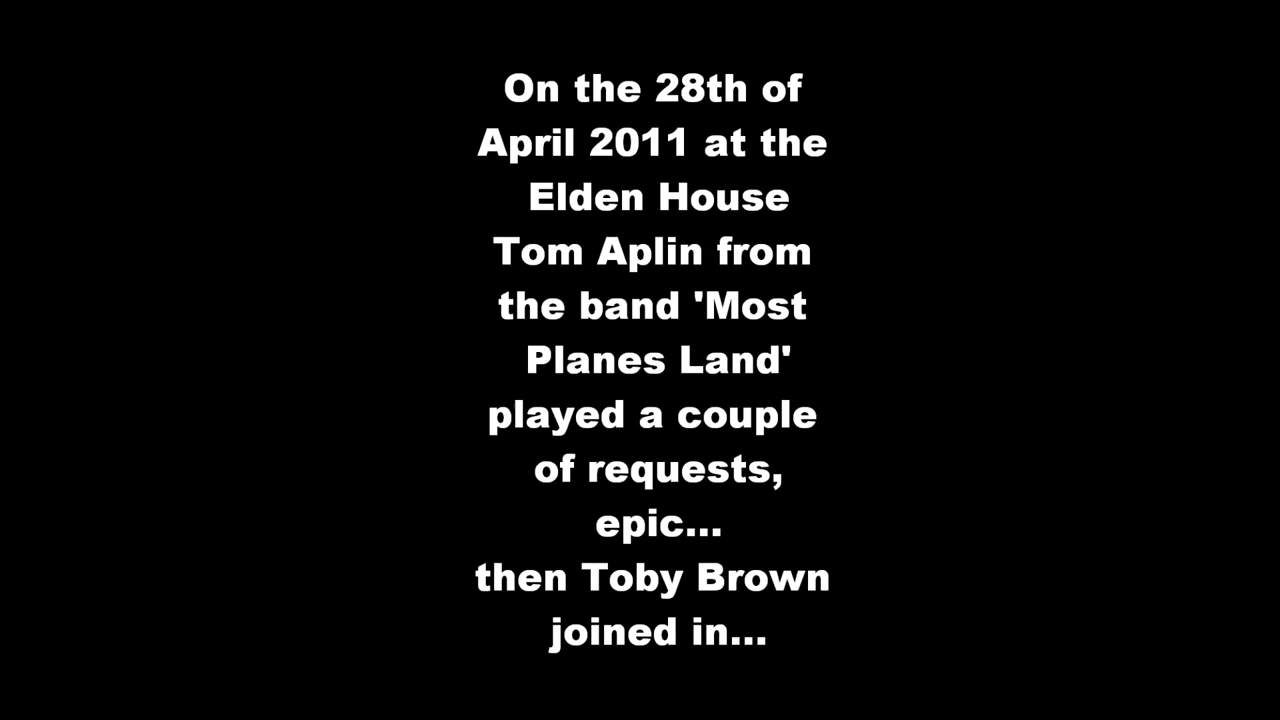 On the 28th of
April 2011 at the
Elden House
Tom Aplin from
the band 'Most
Planes Land'
played a couple
of requests,
epic...
then Toby Brown
joined in...